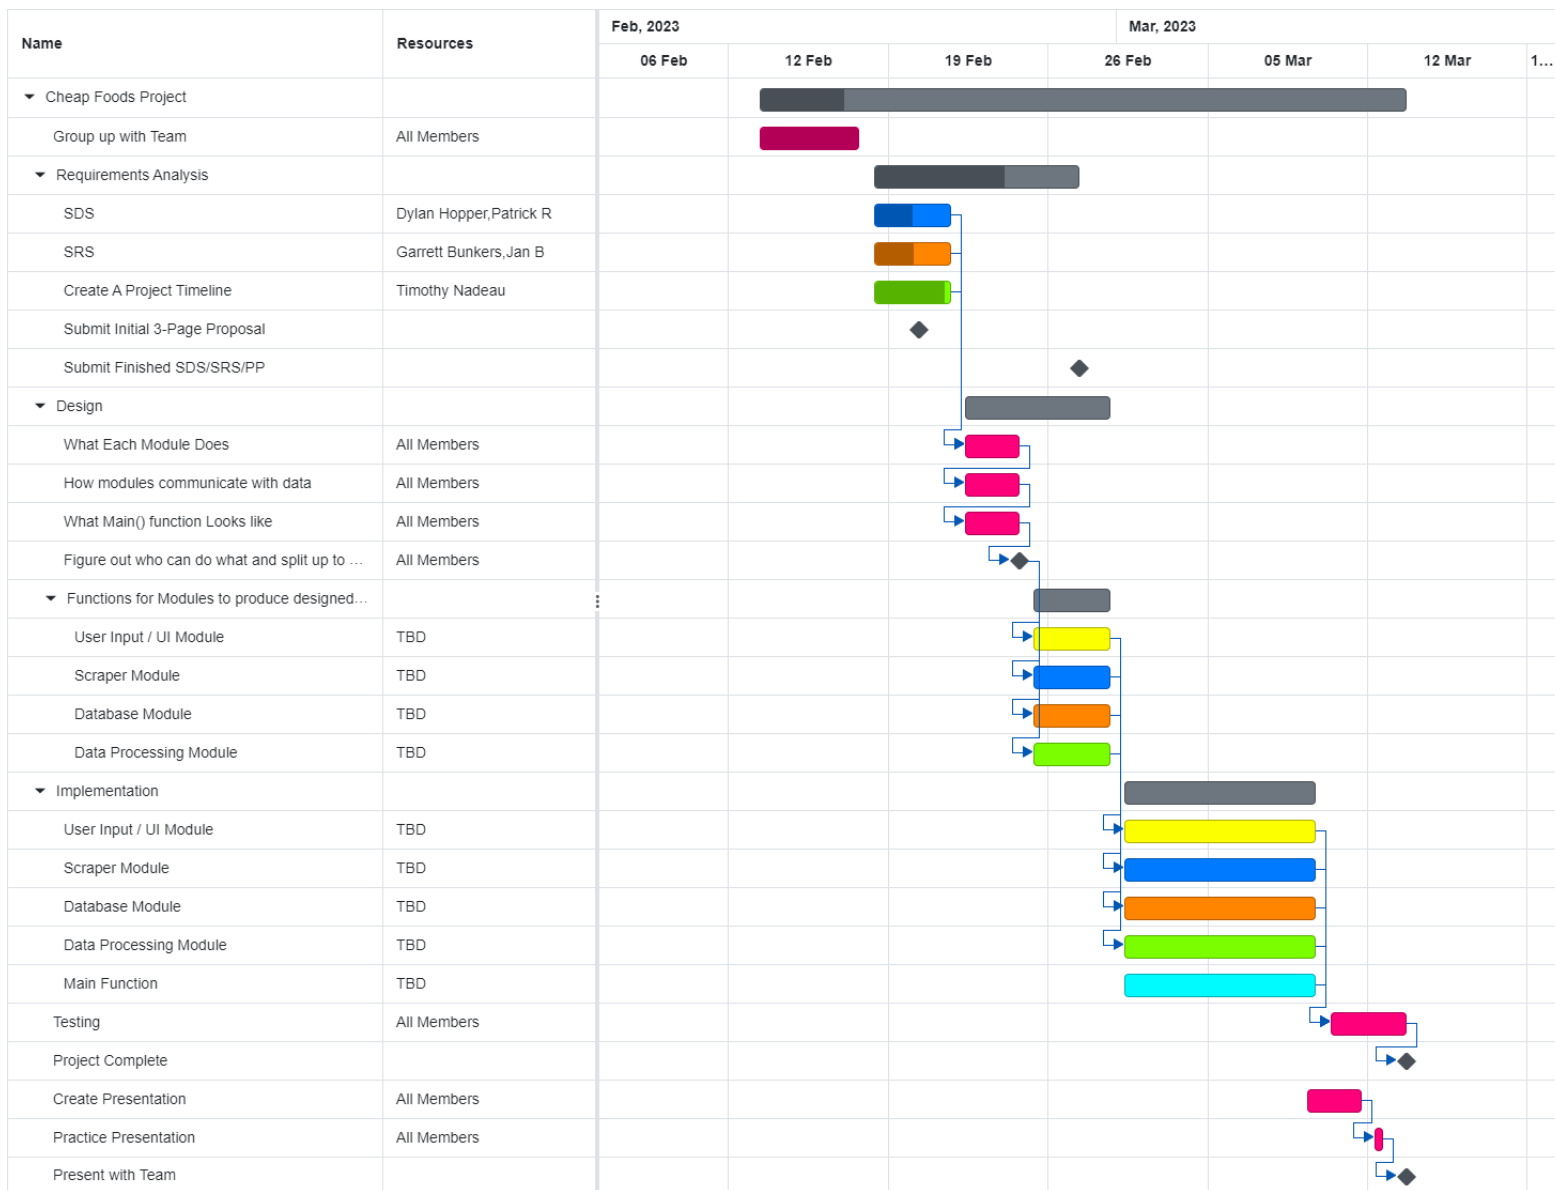 Name Resources Feb, 2023 Mar, 2023
06 Feb 12 Feb 19 Feb 26 Feb 05 Mar 12 Mar 1...
Cheap Foods Project
Group up with Team All Members
Requirements Analysis
SDS Dylan Hopper,Patrick R
SRS Garrett Bunkers,Jan B
Create A Project Timeline Timothy Nadeau
Submit Initial 3-Page Proposal
Submit Finished SDS/SRS/PP
Design
What Each Module Does All Members
How modules communicate with data All Members
What Main() function Looks like All Members
Figure out who can do what and split up to ... All Members
Functions for Modules to produce designed...
User Input / UI Module TBD
Scraper Module TBD
Database Module TBD
Data Processing Module TBD
Implementation
User Input / UI Module TBD
Scraper Module TBD
Database Module TBD
Data Processing Module TBD
Main Function TBD
Testing All Members
Project Complete
Create Presentation All Members
Practice Presentation All Members
Present with Team